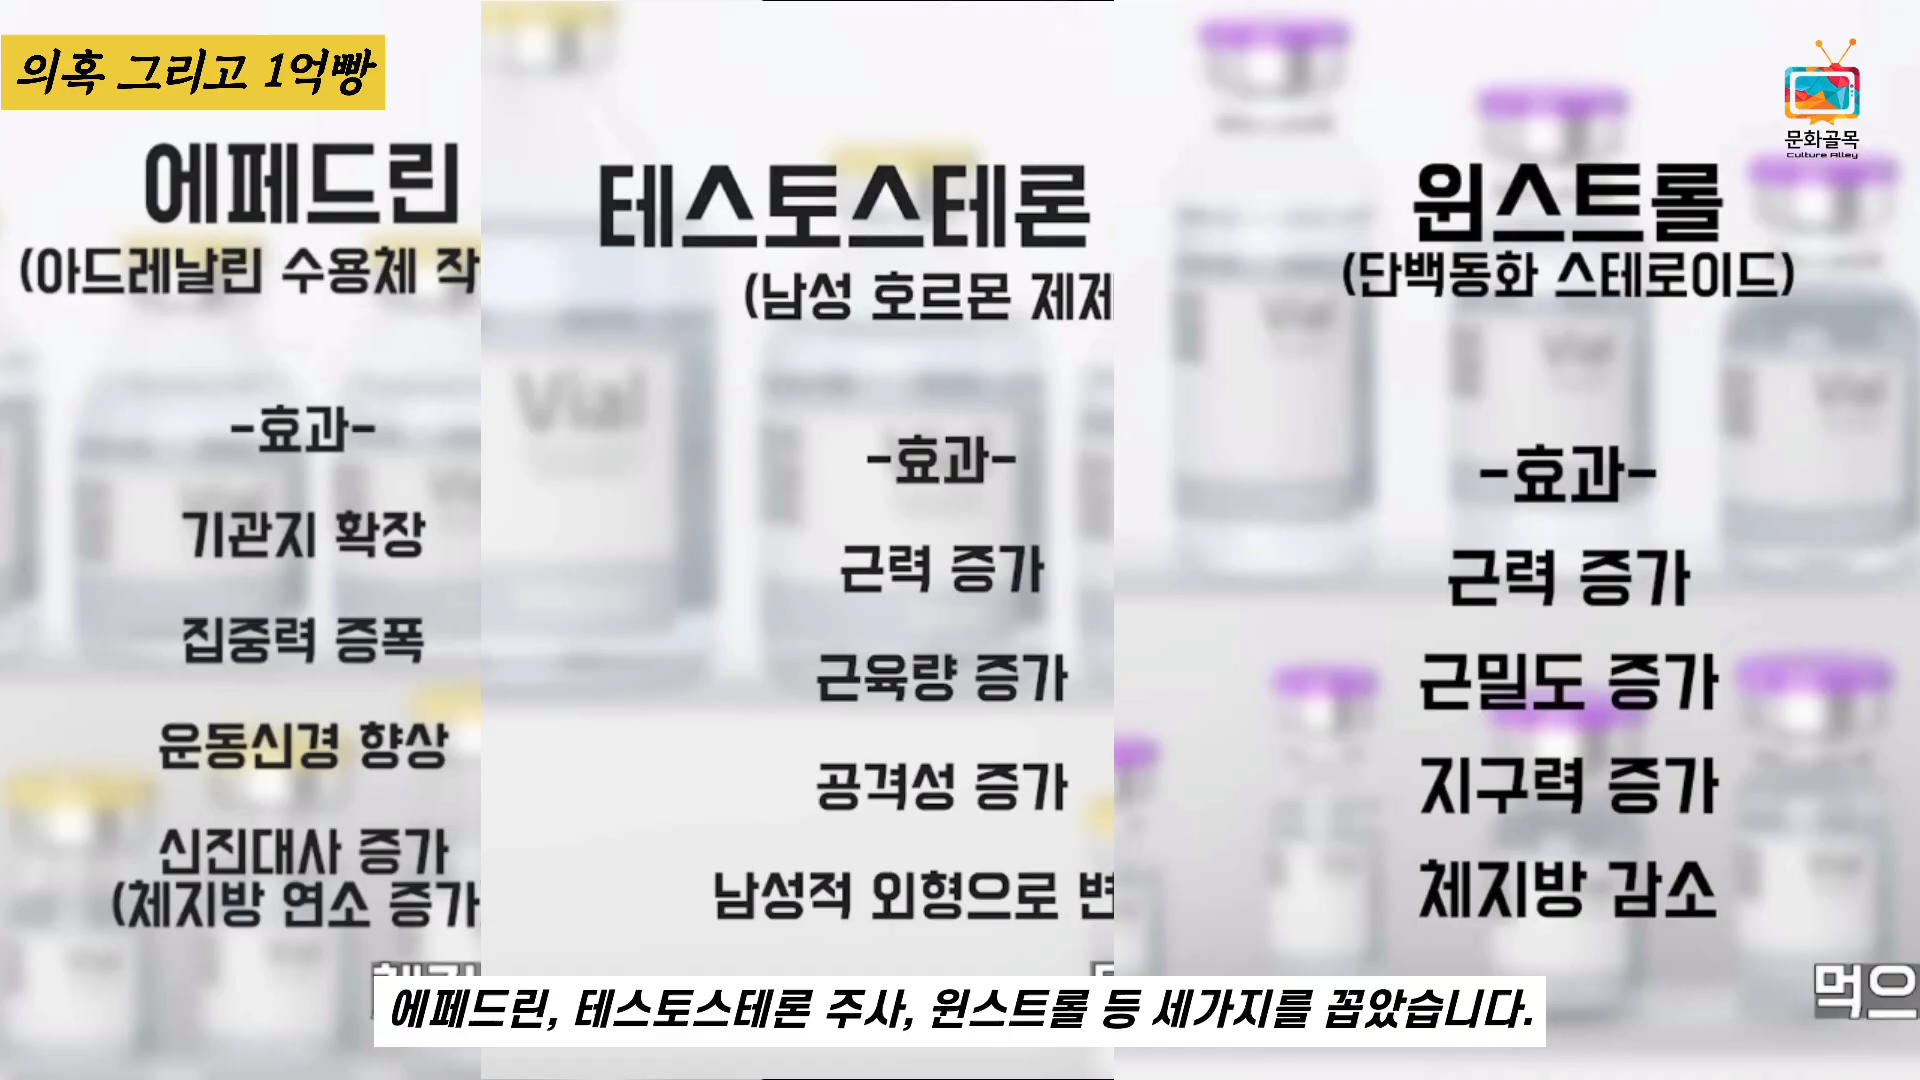 의혹 그리고 1억빵
문화골목
Culture Alley
에페드린
(아드레날린 수용체 작
-효과-
기관지 확장
집중력 증폭
운동신경 향상
신진대사 증가
(체지방 연소 증가
테스토스테론
(남성 호르몬 제제
Vial
-효과-
근력 증가
근육량 증가
공격성 증가
남성적 외형으로 변
윈스트롤
(단백동화 스테로이드)
Vial
Vial
Vial
-효과-
근력 증가
근밀도 증가
지구력 증가
체지방 감소
먹으
에페드린, 테스토스테론 주사, 윈스트롤 등 세가지를 꼽았습니다.